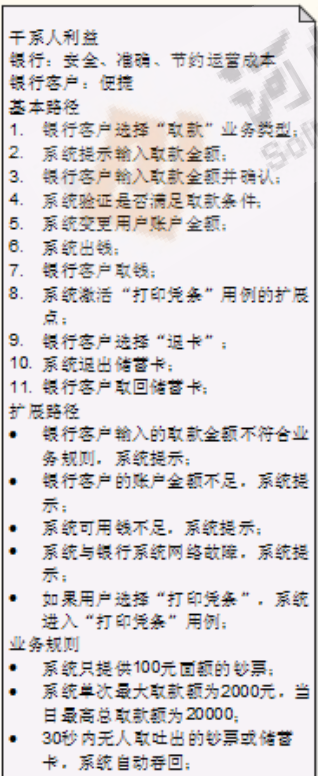 干系人利益
银行：安全、准确、节约运营成本
银行客户：便捷
基本路径
1. 银行客户选择“取款”业务类型；
2. 系统提示输入取款金额；
3. 银行客户输入取款金额并确认；
4. 系统验证是否满足取款条件；
5. 系统变更用户账户金额；
6. 系统出钱；
7. 银行客户取钱；
8. 系统激活“打印凭条”用例的扩展
点；
9. 银行客户选择“退卡”；
10. 系统退出储蓄卡；
11. 银行客户取回储蓄卡；
扩展路径
• 银行客户输入的取款金额不符合业
务规则，系统提示；
• 银行客户的账户金额不足，系统提
示；
• 系统可用钱不足，系统提示；
• 系统与银行系统网络故障，系统提
示；
• 如果用户选择“打印凭条”，系统
进入“打印凭条”用例；
业务规则
• 系统只提供100元面额的钞票；
• 系统单次最大取款额为2000元，当
日最高总取款额为20000；
• 30秒内无人取吐出的钞票或储蓄
卡，系统自动吞回；
河
Sof